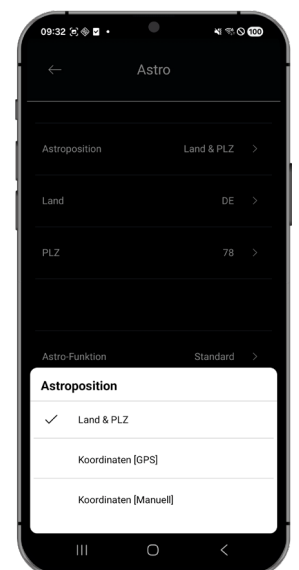 09:32
100
Astro
Astroposition Land & PLZ
Land DE
PLZ 78
Astro-Funktion Standard
Astroposition
Land & PLZ
Koordinaten [GPS]
Koordinaten [Manuell]